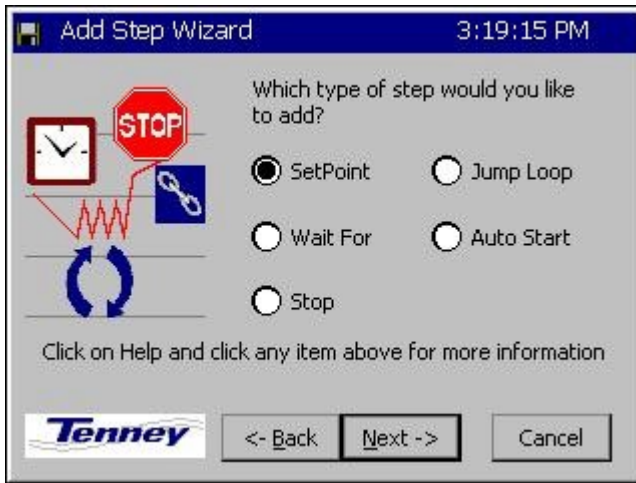 Add Step Wizard 3:19:15 PM
Which type of step would you like
to add?
STOP
SetPoint Jump Loop
Wait For Auto Start
Stop
Click on Help and click any item above for more information
Tenney <- Back Next -> Cancel